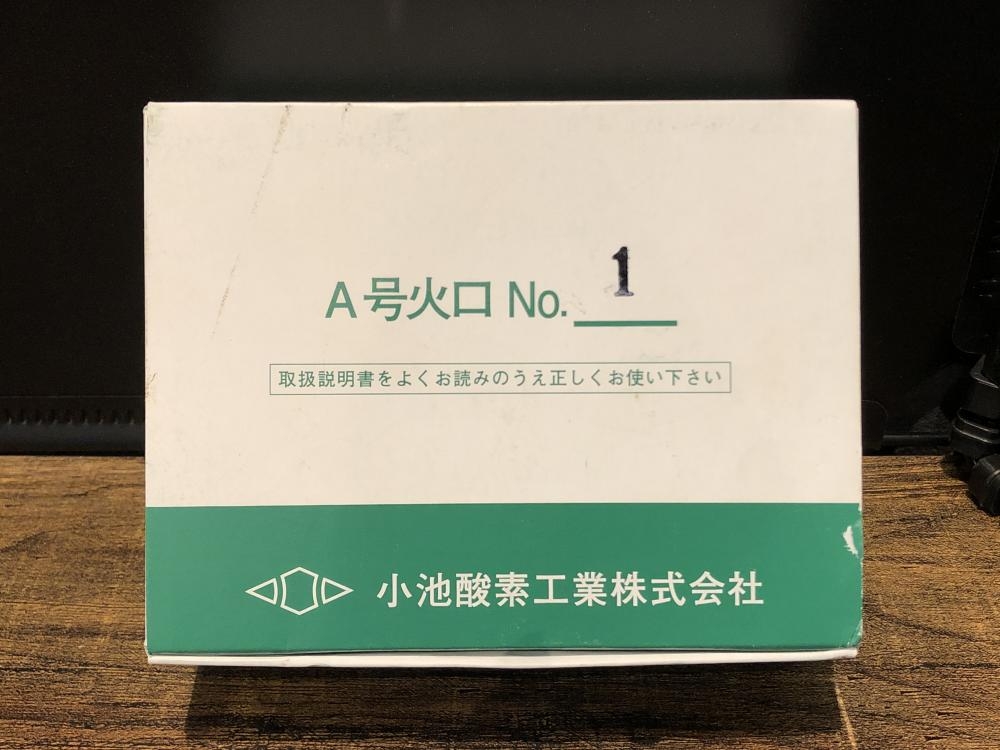 A号火口 No. 1
取扱説明書をよくお読みのうえ正しくお使い下さい
小池酸素工業株式会社